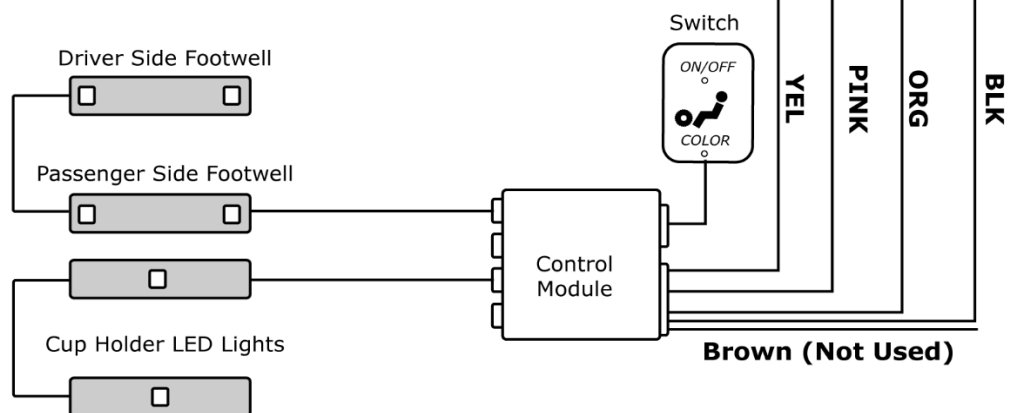 Switch
Driver Side Footwell
ON/OFF
COLOR
YEL
PINK
ORG
BLK
Passenger Side Footwell
Control
Module
Cup Holder LED Lights
Brown (Not Used)